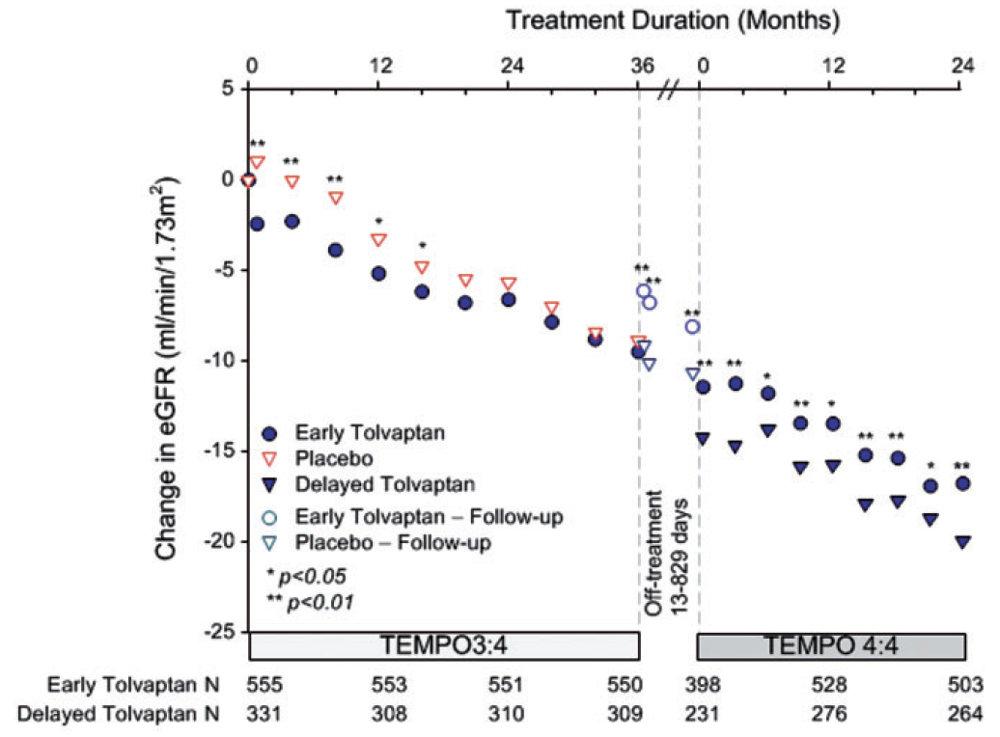 Treatment Duration (Months)
0 12 24 36 0 12 24
5
0
-5
-10
-15
-20
-25
Change in eGFR (ml/min/1.73m²)
** ** ** * * ** ** ** ** ** * ** * ** ** * **
Early Tolvaptan
Placebo
Delayed Tolvaptan
Early Tolvaptan – Follow-up
Placebo – Follow-up
* p<0.05
** p<0.01
Off-treatment
13-829 days
TEMPO3:4 TEMPO 4:4
Early Tolvaptan N 555 553 551 550 398 528 503
Delayed Tolvaptan N 331 308 310 309 231 276 264